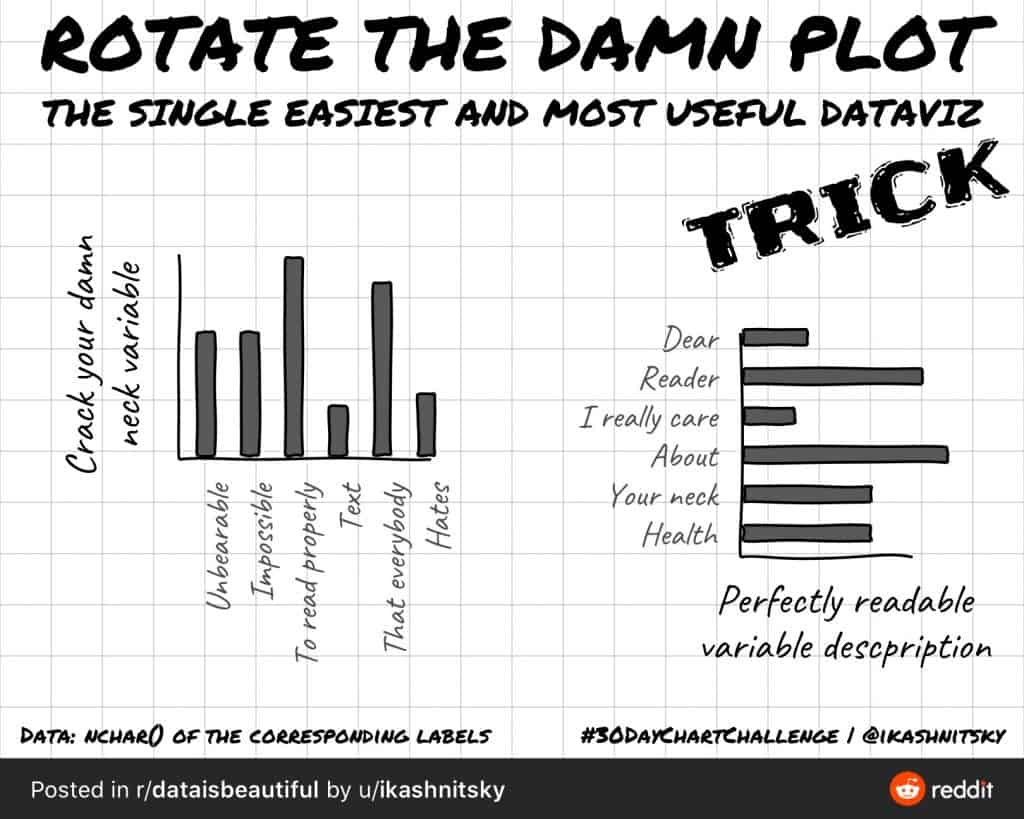 ROTATE THE DAMN PLOT
THE SINGLE EASIEST AND MOST USEFUL DATAVIZ
TRICK
Crack your damn
neck variable
Unbearable
Impossible
To read properly
Text
That everybody
Hates
Dear
Reader
I really care
About
Your neck
Health
Perfectly readable
variable descpription
DATA: NCHAR() OF THE CORRESPONDING LABELS
#30DAYCHARTCHALLENGE / @IKASHNITSKY
Posted in r/dataisbeautiful by u/ikashnitsky
reddit